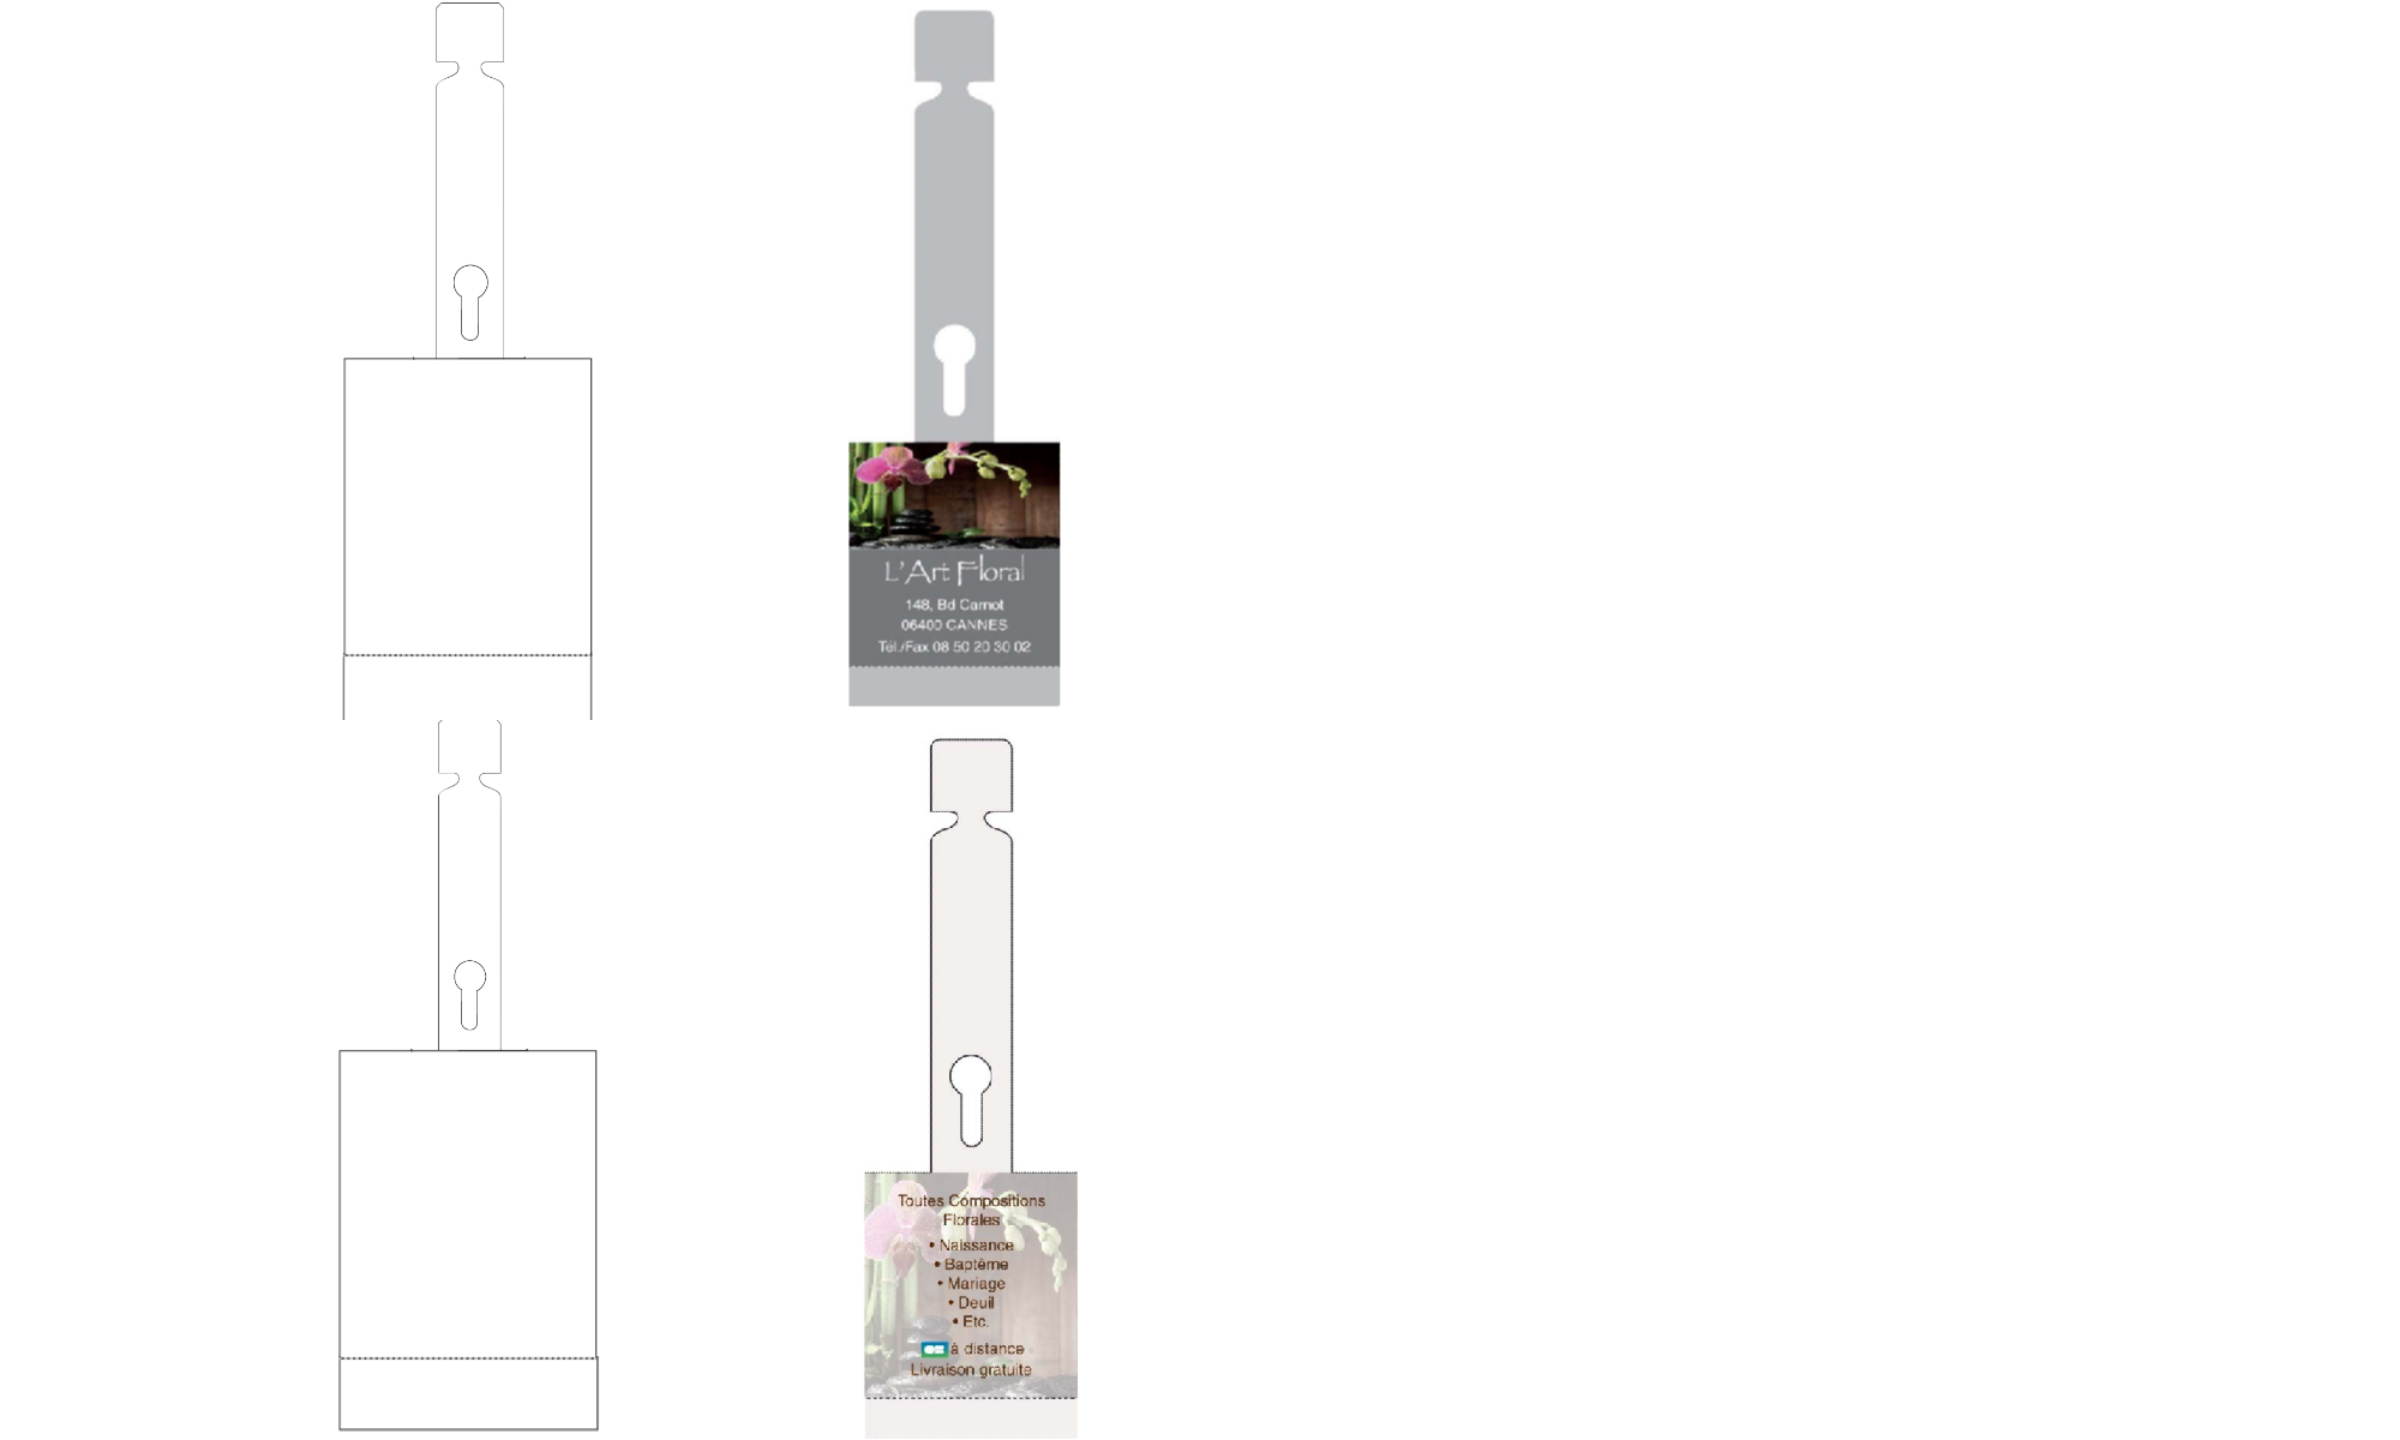 L'Art Floral
148, Bd Carnot
06400 CANNES
Tél./Fax 08 50 20 30 02
Toutes Compositions
Florales
• Naissance
• Baptême
• Mariage
• Deuil
• Etc.
à distance
Livraison gratuite